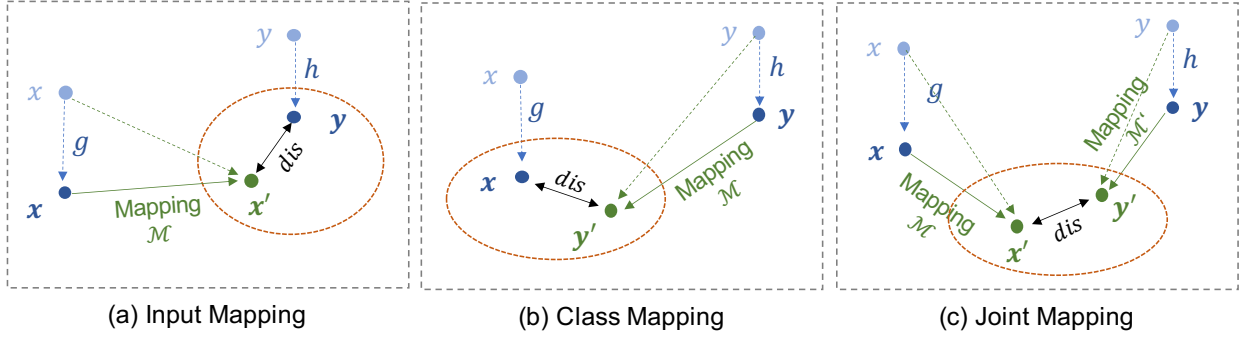 x
g
x
Mapping
ℳ
x′
y
h
y
dis
(a) Input Mapping
x
g
x
dis
y′
y
h
y
Mapping
ℳ
(b) Class Mapping
x
g
x
Mapping
ℳ
x′
dis
y′
y
h
y
Mapping
ℳ′
(c) Joint Mapping